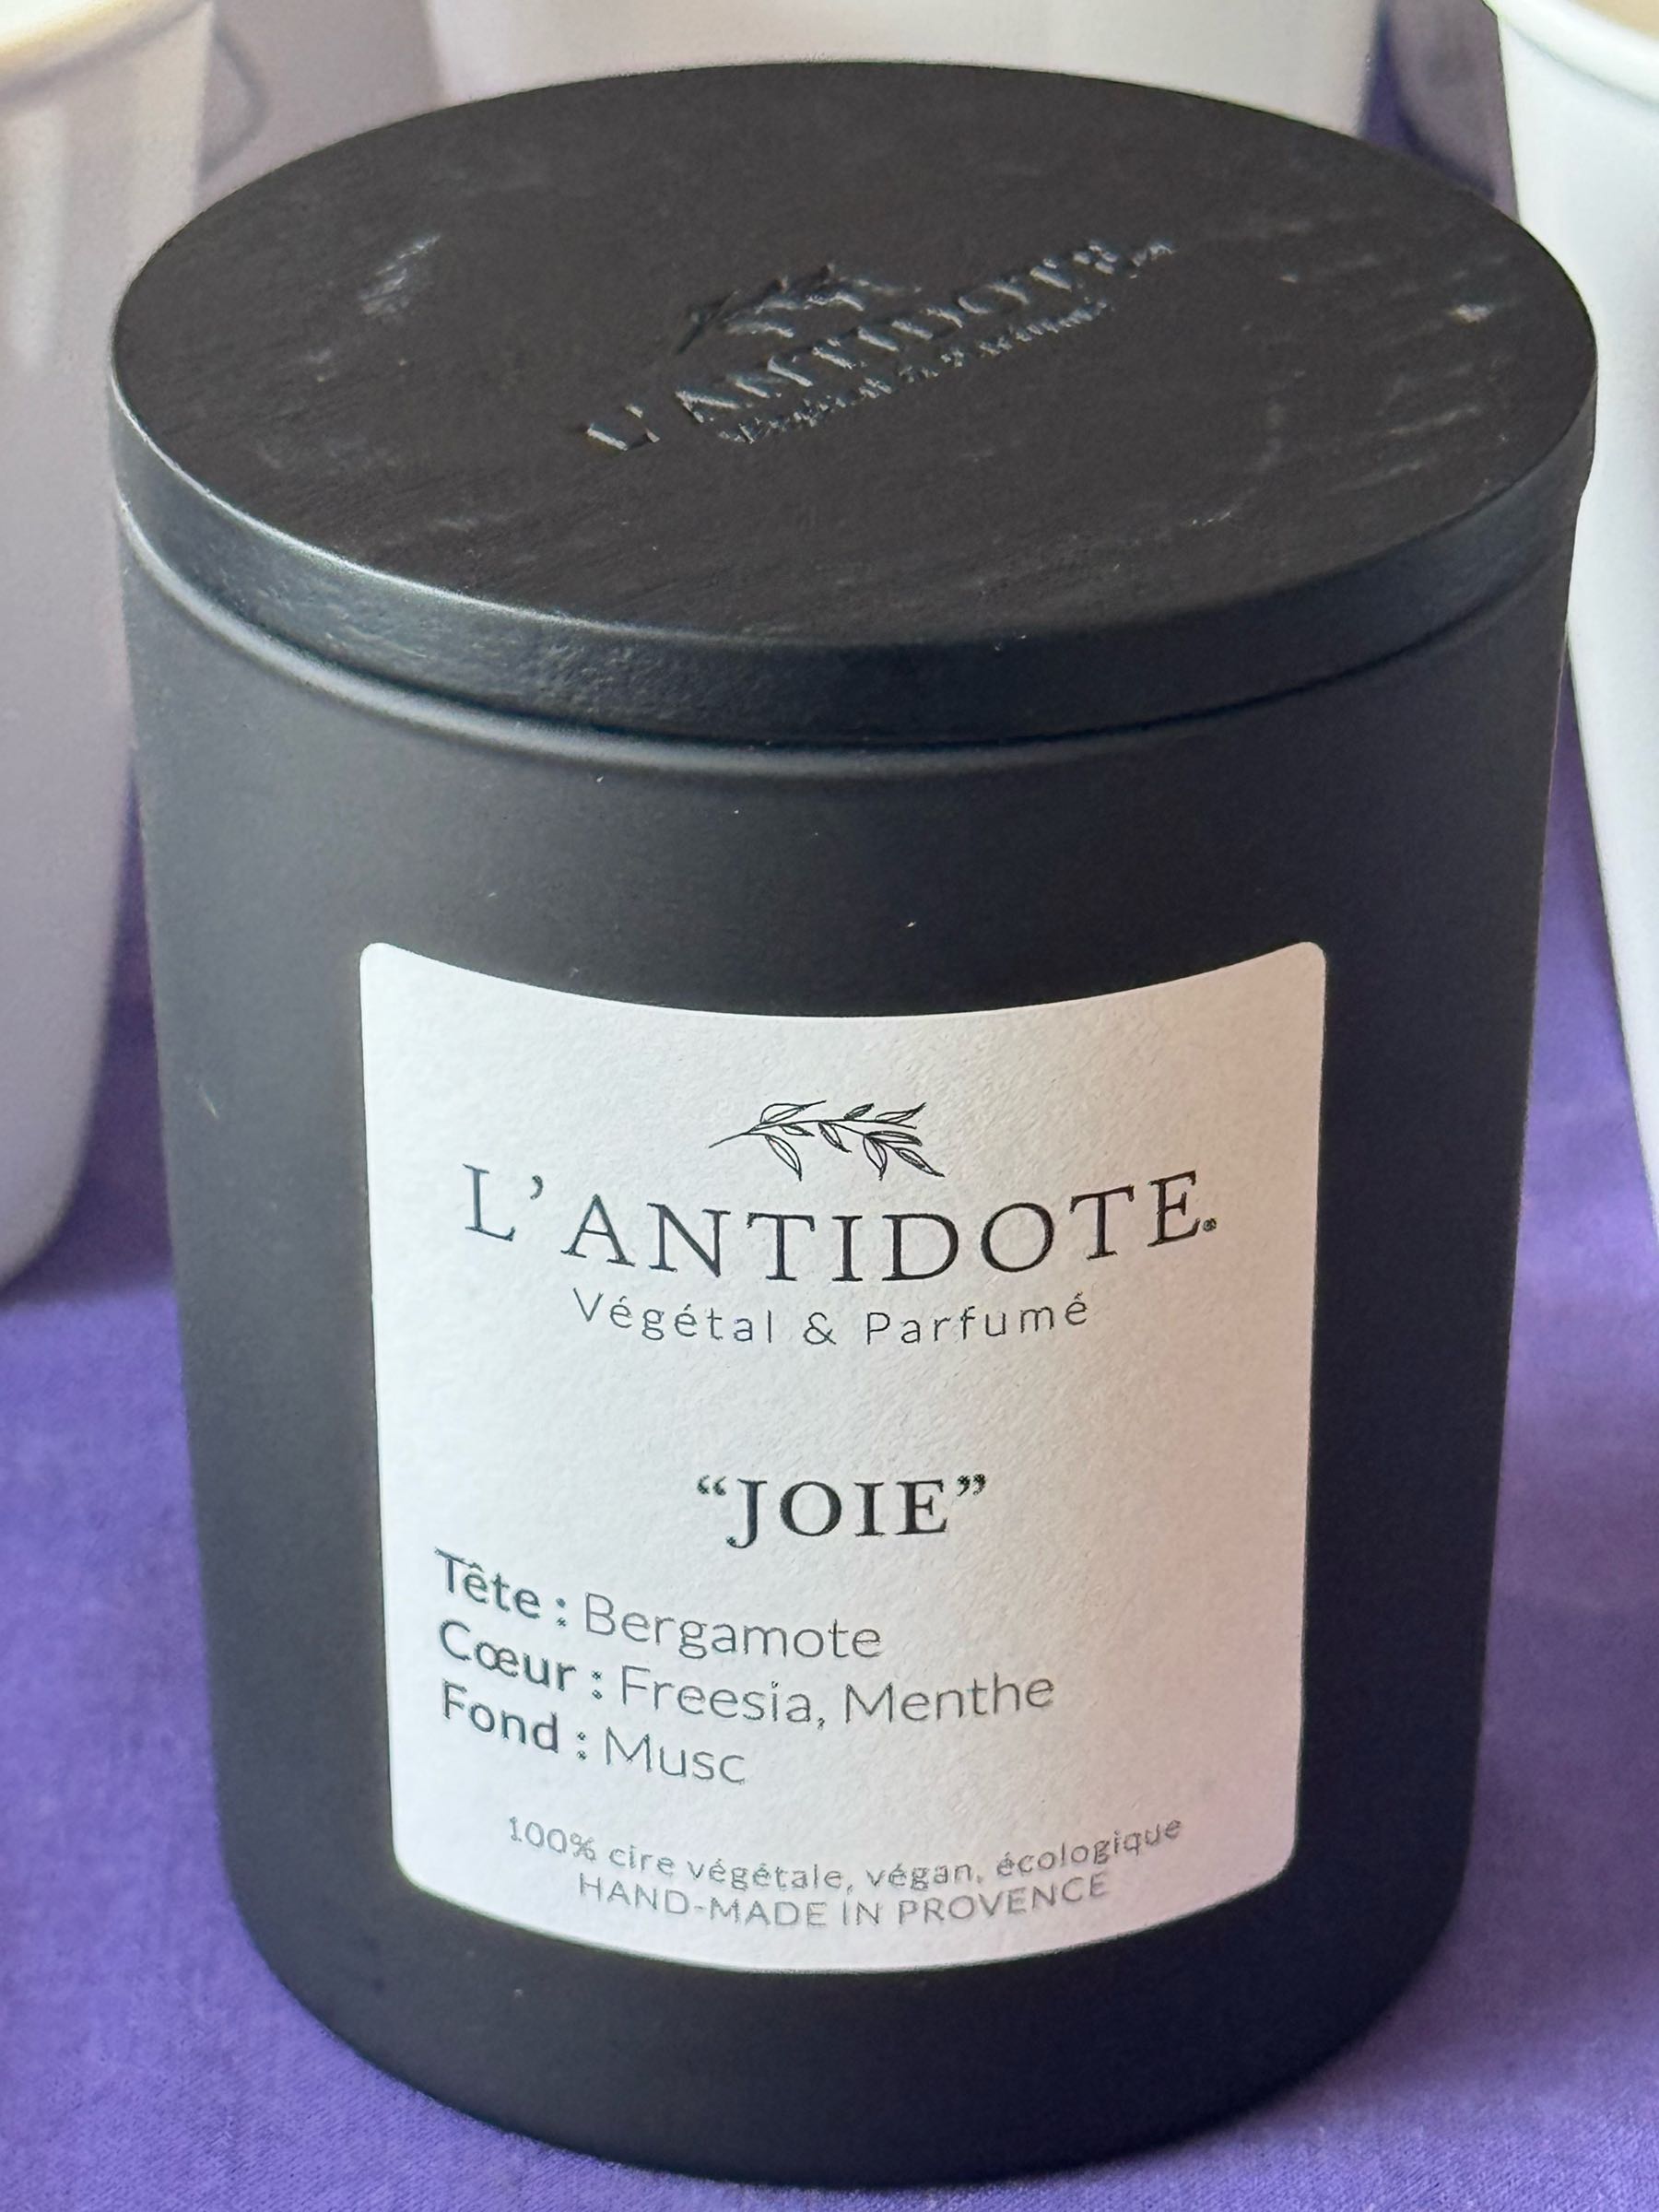 L'ANTIDOTE
L'ANTIDOTE®
Végétal & Parfumé
“JOIE”
Tête : Bergamote
Cœur : Freesia, Menthe
Fond : Musc
100% cire végétale, végan, écologique
HAND-MADE IN PROVENCE